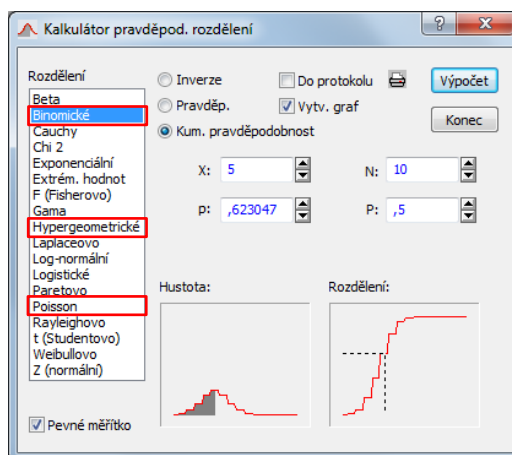 Kalkulátor pravděpod. rozdělení
Rozdělení
Beta
Binomické
Cauchy
Chi 2
Exponenciální
Extrém. hodnot
F (Fisherovo)
Gama
Hypergeometrické
Laplaceovo
Log-normální
Logistické
Paretovo
Poisson
Rayleighovo
t (Studentovo)
Weibullovo
Z (normální)
Pevné měřítko
Inverze
Do protokolu
Výpočet
Pravděp.
Vytv. graf
Konec
Kum. pravděpodobnost
X: 5 N: 10
p: ,623047 P: ,5
Hustota: Rozdělení: